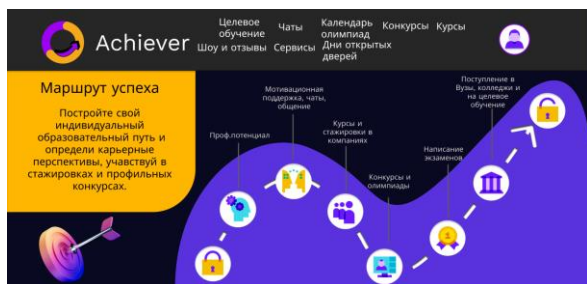 Achiever
Целевое
обучение
Чаты
Календарь
олимпиад
Конкурсы
Курсы
Шоу и отзывы
Сервисы
Дни открытых
дверей
Маршрут успеха
Постройте свой
индивидуальный
образовательный путь и
определи карьерные
перспективы, учавствуй в
стажировках и профильных
конкурсах.
Проф.потенциал
Мотивационная
поддержка, чаты,
общение
Курсы и
стажировки в
компаниях
Конкурсы и
олимпиады
Написание
экзаменов
Поступление в
Вузы, колледжи и
на целевое
обучение